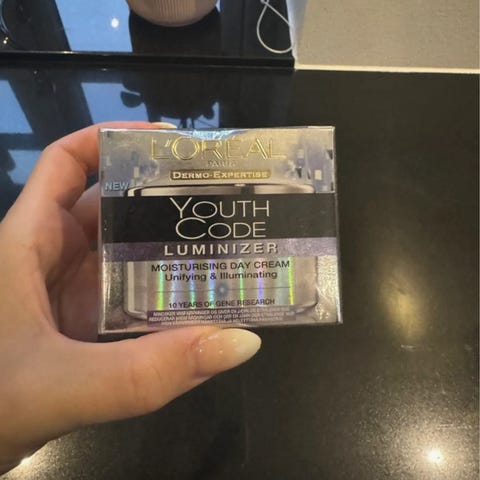 L'ORÉAL
PARIS
DERMO-EXPERTISE
NEW
YOUTH
CODE
LUMINIZER
MOISTURISING DAY CREAM
Unifying & Illuminating
10 YEARS OF GENE RESEARCH